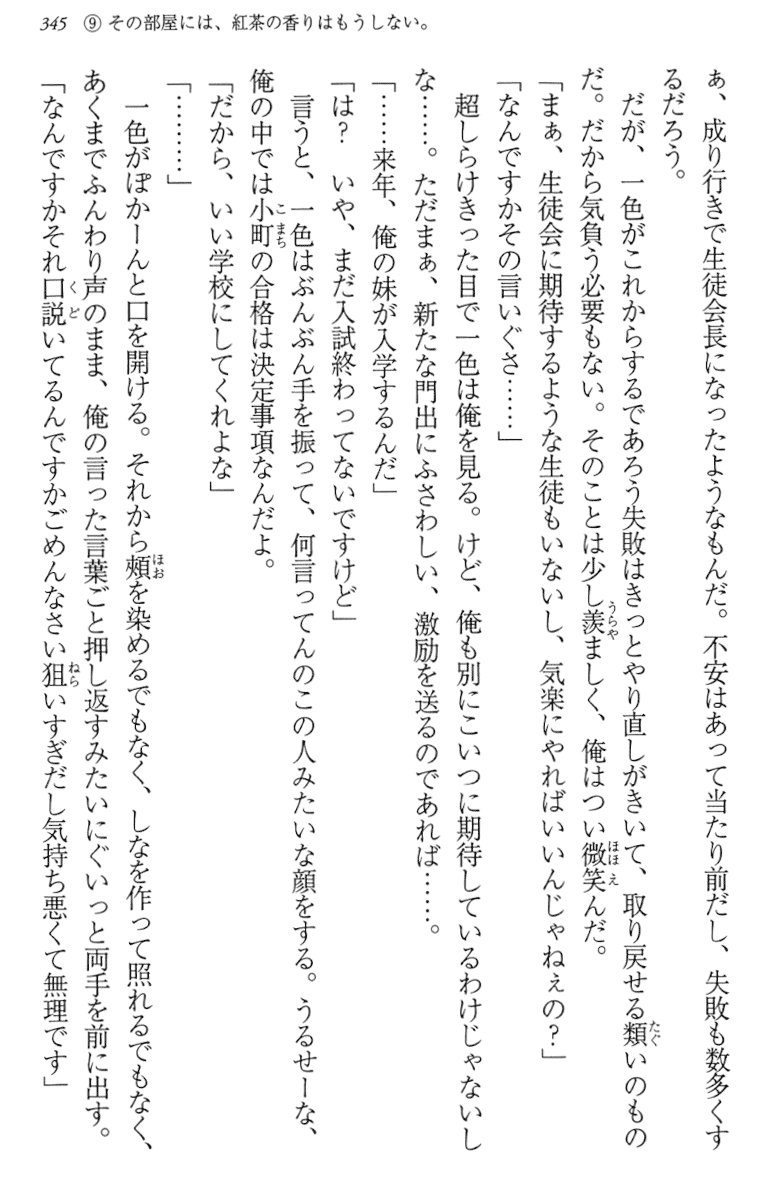 345 ⑨ その部屋には、紅茶の香りはもうしない。
ぁ、成り行きで生徒会長になったようなもんだ。不安はあって当たり前だし、失敗も数多くす
るだろう。
　だが、一色がこれからするであろう失敗はきっとやり直しがきいて、取り戻せる類いのもの
だ。だから気負う必要もない。そのことは少し羨ましく、俺はつい微笑んだ。
「まぁ、生徒会に期待するような生徒もいないし、気楽にやればいいんじゃねぇの？」
「なんですかその言いぐさ……」
　超しらけきった目で一色は俺を見る。けど、俺も別にこいつに期待しているわけじゃないし
な……。ただまぁ、新たな門出にふさわしい、激励を送るのであれば……。
「……来年、俺の妹が入学するんだ」
「は？　いや、まだ入試終わってないですけど」
　言うと、一色はぶんぶん手を振って、何言ってんのこの人みたいな顔をする。うるせーな、
俺の中では小町の合格は決定事項なんだよ。
「だから、いい学校にしてくれよな」
「………」
　一色がぽかーんと口を開ける。それから頰を染めるでもなく、しなを作って照れるでもなく、
あくまでふんわり声のまま、俺の言った言葉ごと押し返すみたいにぐいっと両手を前に出す。
「なんですかそれ口説いてるんですかごめんなさい狙いすぎだし気持ち悪くて無理です」